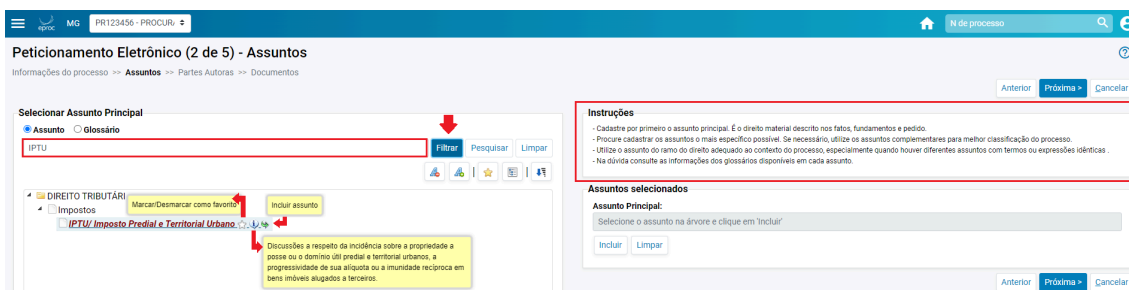 eproc MG PR123456 - PROCUR/ N de processo
Peticionamento Eletrônico (2 de 5) - Assuntos
Informações do processo >> Assuntos >> Partes Autoras >> Documentos
Anterior Próxima > Cancelar
Selecionar Assunto Principal
Assunto Glossário
IPTU Filtrar Pesquisar Limpar
DIREITO TRIBUTÁRI
Marcar/Desmarcar como favorito
Incluir assunto
Impostos
IPTU/ Imposto Predial e Territorial Urbano
Discussões a respeito da incidência sobre a propriedade a
posse ou o domínio útil predial e territorial urbanos, a
progressividade de sua alíquota ou a imunidade recíproca em
bens imóveis alugados a terceiros.
Instruções
- Cadastre por primeiro o assunto principal. É o direito material descrito nos fatos, fundamentos e pedido.
- Procure cadastrar os assuntos o mais específico possível. Se necessário, utilize os assuntos complementares para melhor classificação do processo.
- Utilize o assunto do ramo do direito adequado ao contexto do processo, especialmente quando houver diferentes assuntos com termos ou expressões idênticas .
- Na dúvida consulte as informações dos glossários disponíveis em cada assunto.
Assuntos selecionados
Assunto Principal:
Selecione o assunto na árvore e clique em 'Incluir'
Incluir Limpar
Anterior Próxima > Cancelar